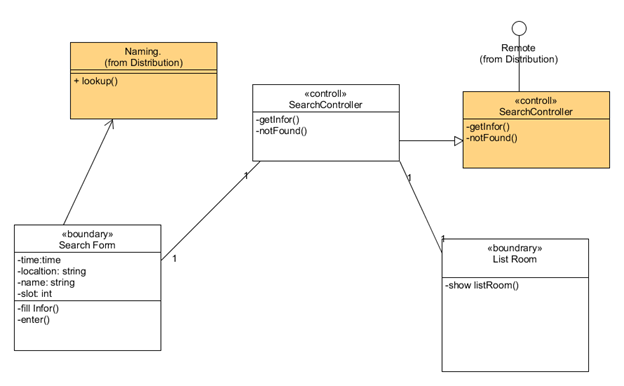 Naming.
(from Distribution)
+ lookup()
Remote
(from Distribution)
«controll»
SearchController
-getInfor()
-notFound()
«controll»
SearchController
-getInfor()
-notFound()
1
1
1
1
«boundary»
Search Form
-time:time
-localtion: string
-name: string
-slot: int
-fill Infor()
-enter()
«boundrary»
List Room
-show listRoom()